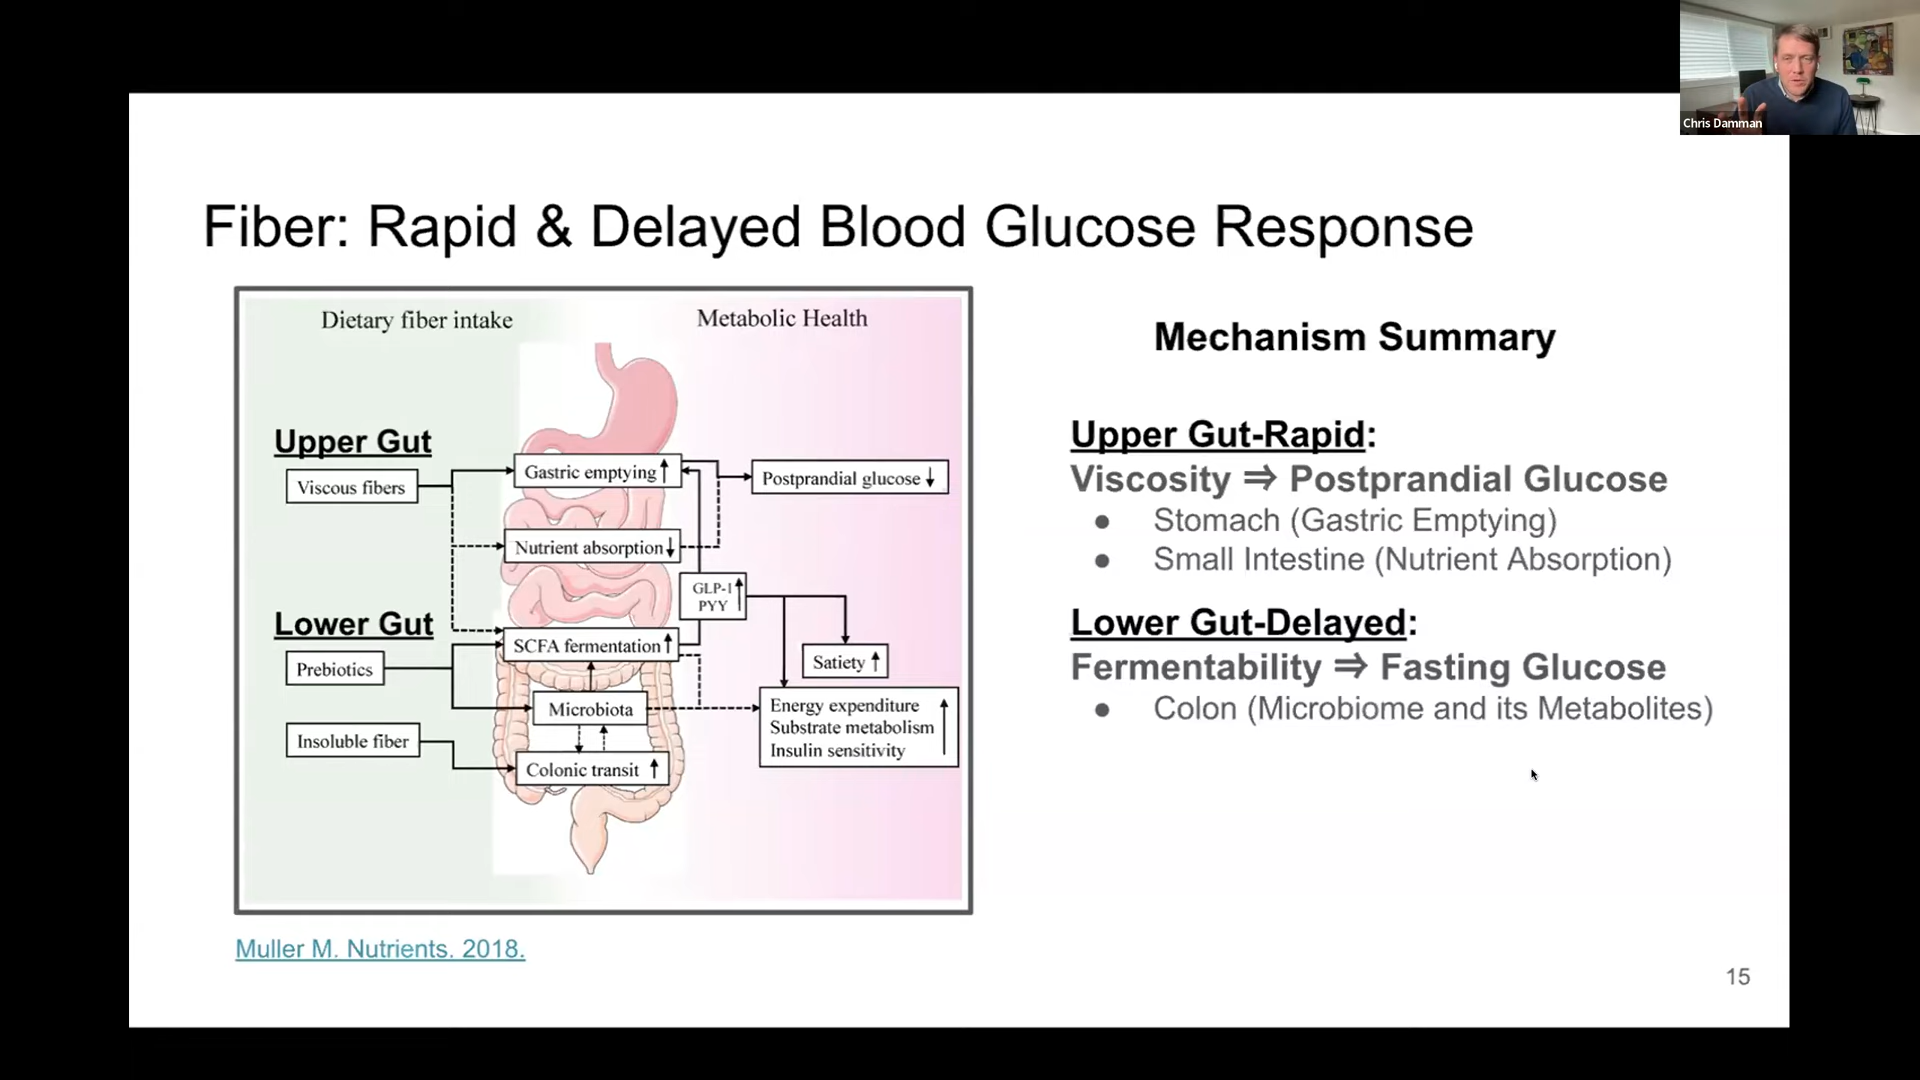 Chris Damman
Fiber: Rapid & Delayed Blood Glucose Response
Dietary fiber intake
Metabolic Health
Upper Gut
Viscous fibers
Gastric emptying ↑
Postprandial glucose ↓
Nutrient absorption ↓
GLP-1 ↑
PYY
Lower Gut
SCFA fermentation ↑
Prebiotics
Satiety ↑
Microbiota
Energy expenditure ↑
Substrate metabolism
Insulin sensitivity
Insoluble fiber
Colonic transit ↑
Muller M. Nutrients. 2018.
Mechanism Summary
Upper Gut-Rapid:
Viscosity ⇒ Postprandial Glucose
● Stomach (Gastric Emptying)
● Small Intestine (Nutrient Absorption)
Lower Gut-Delayed:
Fermentability ⇒ Fasting Glucose
● Colon (Microbiome and its Metabolites)
15